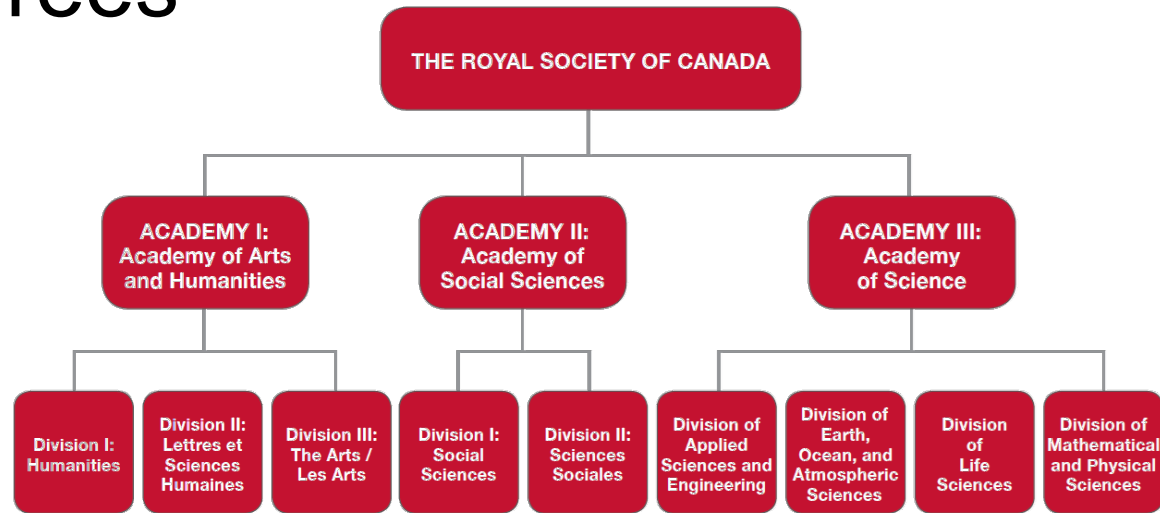 THE ROYAL SOCIETY OF CANADA
ACADEMY I:
Academy of Arts
and Humanities
ACADEMY II:
Academy of
Social Sciences
ACADEMY III:
Academy
of Science
Division I:
Humanities
Division II:
Lettres et
Sciences
Humaines
Division III:
The Arts /
Les Arts
Division I:
Social
Sciences
Division II:
Sciences
Sociales
Division of
Applied
Sciences and
Engineering
Division of
Earth,
Ocean, and
Atmospheric
Sciences
Division
of
Life
Sciences
Division of
Mathematical
and Physical
Sciences